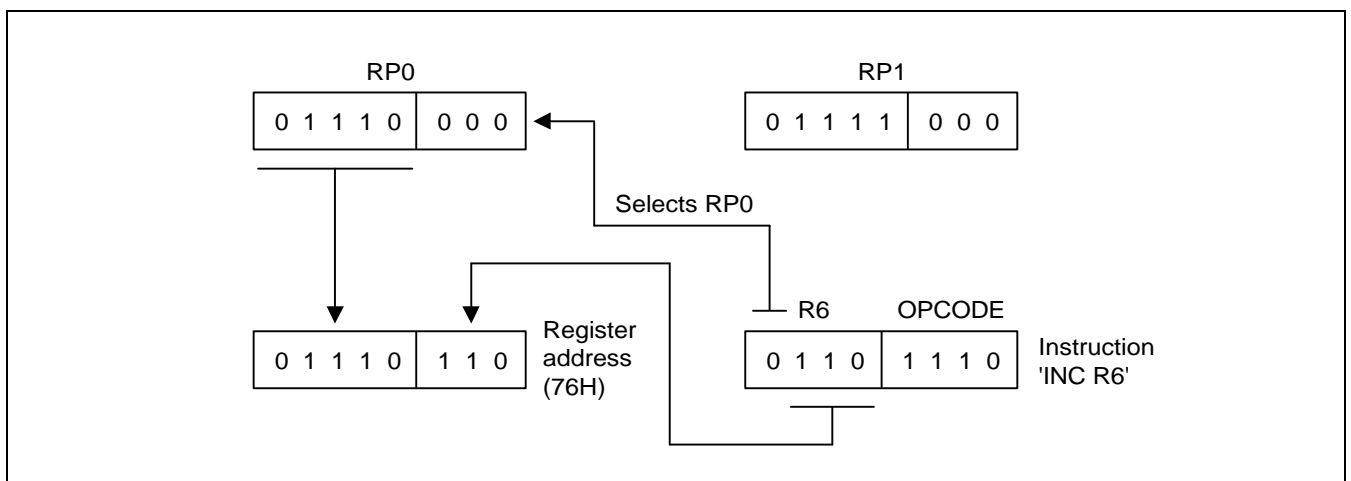 RP0 RP1
0 1 1 1 0 0 0 0 0 1 1 1 1 0 0 0
Selects RP0
R6 OPCODE
0 1 1 1 0 1 1 0 Register address (76H) 0 1 1 0 1 1 1 0 Instruction 'INC R6'